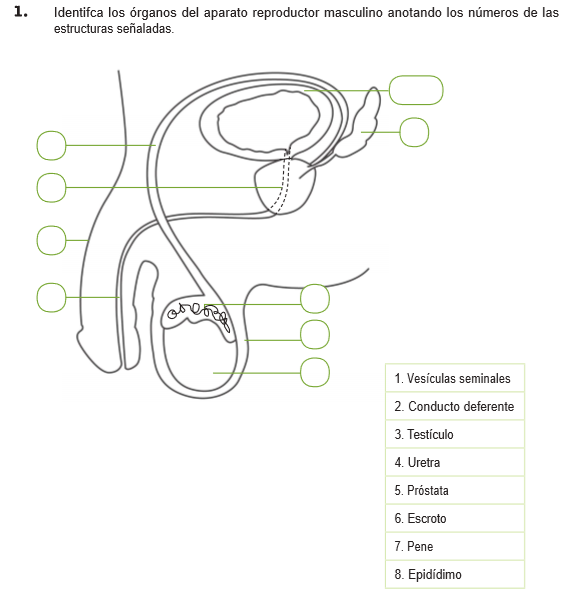 1. Identifca los órganos del aparato reproductor masculino anotando los números de las
estructuras señaladas.
1. Vesículas seminales
2. Conducto deferente
3. Testículo
4. Uretra
5. Próstata
6. Escroto
7. Pene
8. Epidídimo